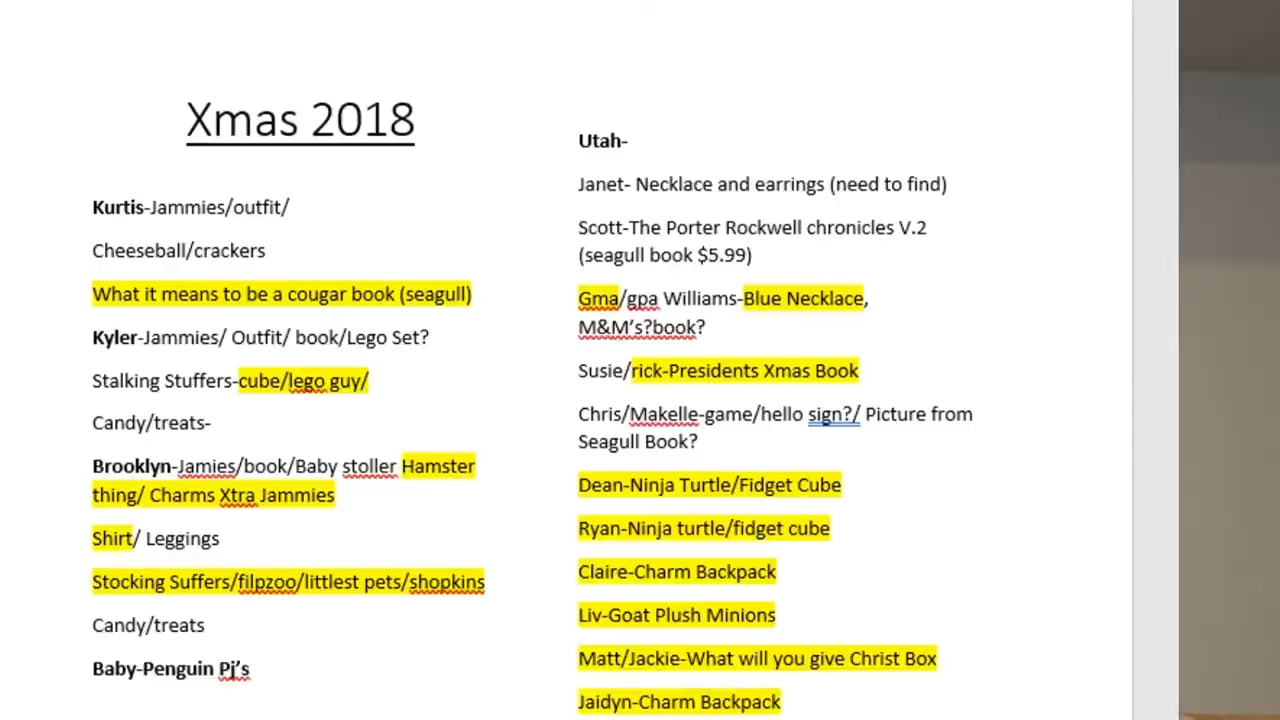 Xmas 2018
Kurtis-Jammies/outfit/
Cheeseball/crackers
What it means to be a cougar book (seagull)
Kyler-Jammies/ Outfit/ book/Lego Set?
Stalking Stuffers-cube/lego guy/
Candy/treats-
Brooklyn-Jamies/book/Baby stoller Hamster
thing/ Charms Xtra Jammies
Shirt/ Leggings
Stocking Suffers/filpzoo/littlest pets/shopkins
Candy/treats
Baby-Penguin Pj's
Utah-
Janet- Necklace and earrings (need to find)
Scott-The Porter Rockwell chronicles V.2
(seagull book $5.99)
Gma/gpa Williams-Blue Necklace,
M&M's?book?
Susie/rick-Presidents Xmas Book
Chris/Makelle-game/hello sign?/ Picture from
Seagull Book?
Dean-Ninja Turtle/Fidget Cube
Ryan-Ninja turtle/fidget cube
Claire-Charm Backpack
Liv-Goat Plush Minions
Matt/Jackie-What will you give Christ Box
Jaidyn-Charm Backpack